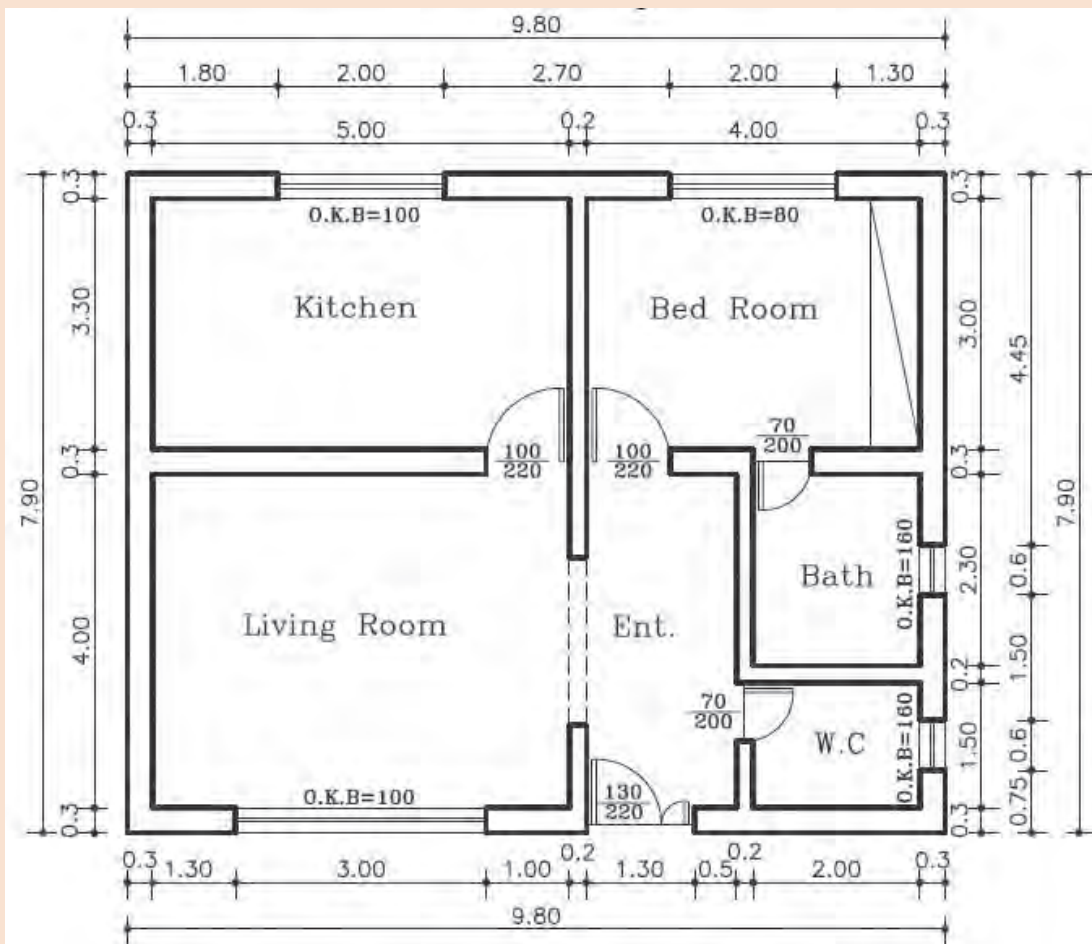 9.80
1.80 2.00 2.70 2.00 1.30
0.3 5.00 0.2 4.00 0.3
0.3 3.30 0.3 4.00 0.3
7.90
O.K.B=100
O.K.B=80
Kitchen
Bed Room
100
220
100
220
70
200
Living Room
Ent.
Bath
O.K.B=160
70
200
W.C
O.K.B=160
O.K.B=100
130
220
0.3 3.00 0.3 2.30 0.2 1.50 0.3
4.45 0.6 1.50 0.6 0.75
7.90
0.3 1.30 3.00 1.00 0.2 1.30 0.5 0.2 2.00 0.3
9.80